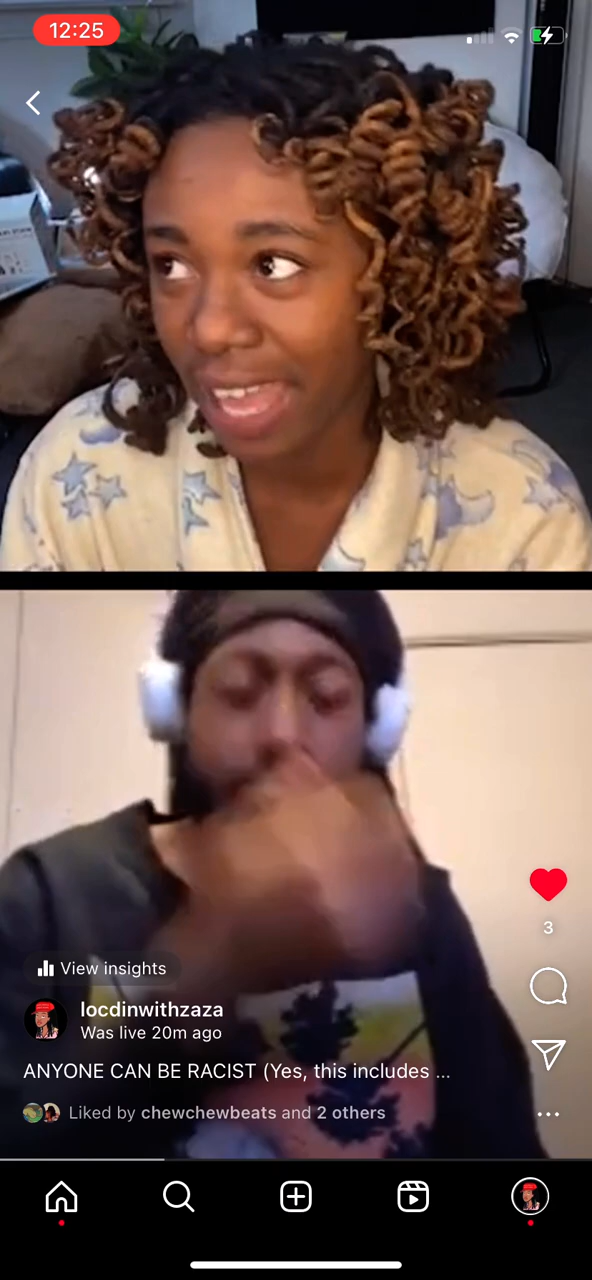 12:25
View insights
locdinwithzaza
Was live 20m ago
ANYONE CAN BE RACIST (Yes, this includes ...
3
Liked by chewchewbeats and 2 others